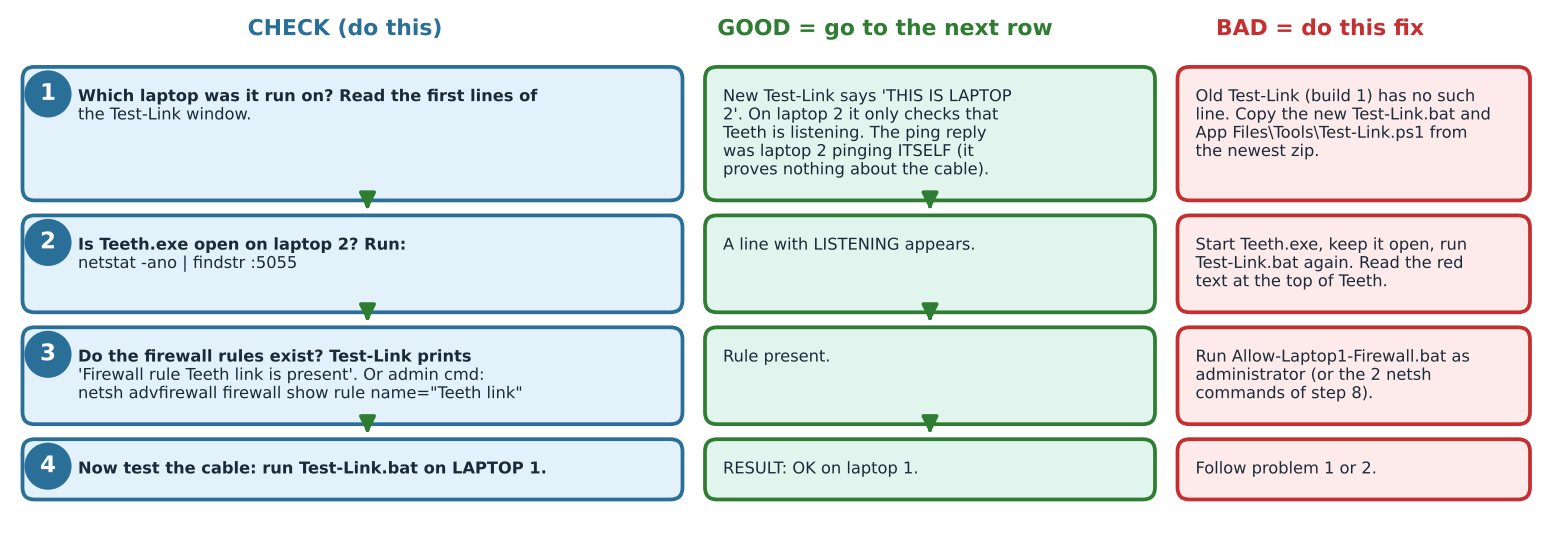 CHECK (do this)
GOOD = go to the next row
BAD = do this fix
1
Which laptop was it run on? Read the first lines of
the Test-Link window.
New Test-Link says 'THIS IS LAPTOP
2'. On laptop 2 it only checks that
Teeth is listening. The ping reply
was laptop 2 pinging ITSELF (it
proves nothing about the cable).
Old Test-Link (build 1) has no such
line. Copy the new Test-Link.bat and
App Files\Tools\Test-Link.ps1 from
the newest zip.
2
Is Teeth.exe open on laptop 2? Run:
netstat -ano | findstr :5055
A line with LISTENING appears.
Start Teeth.exe, keep it open, run
Test-Link.bat again. Read the red
text at the top of Teeth.
3
Do the firewall rules exist? Test-Link prints
'Firewall rule Teeth link is present'. Or admin cmd:
netsh advfirewall firewall show rule name="Teeth link"
Rule present.
Run Allow-Laptop1-Firewall.bat as
administrator (or the 2 netsh
commands of step 8).
4
Now test the cable: run Test-Link.bat on LAPTOP 1.
RESULT: OK on laptop 1.
Follow problem 1 or 2.